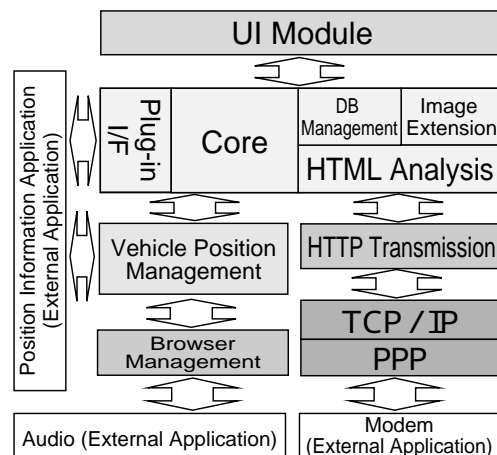 UI Module
Position Information Application
(External Application)
Plug-in
I/F
Core
DB
Management
Image
Extension
HTML Analysis
Vehicle Position
Management
HTTP Transmission
Browser
Management
TCP / IP
PPP
Audio (External Application)
Modem
(External Application)